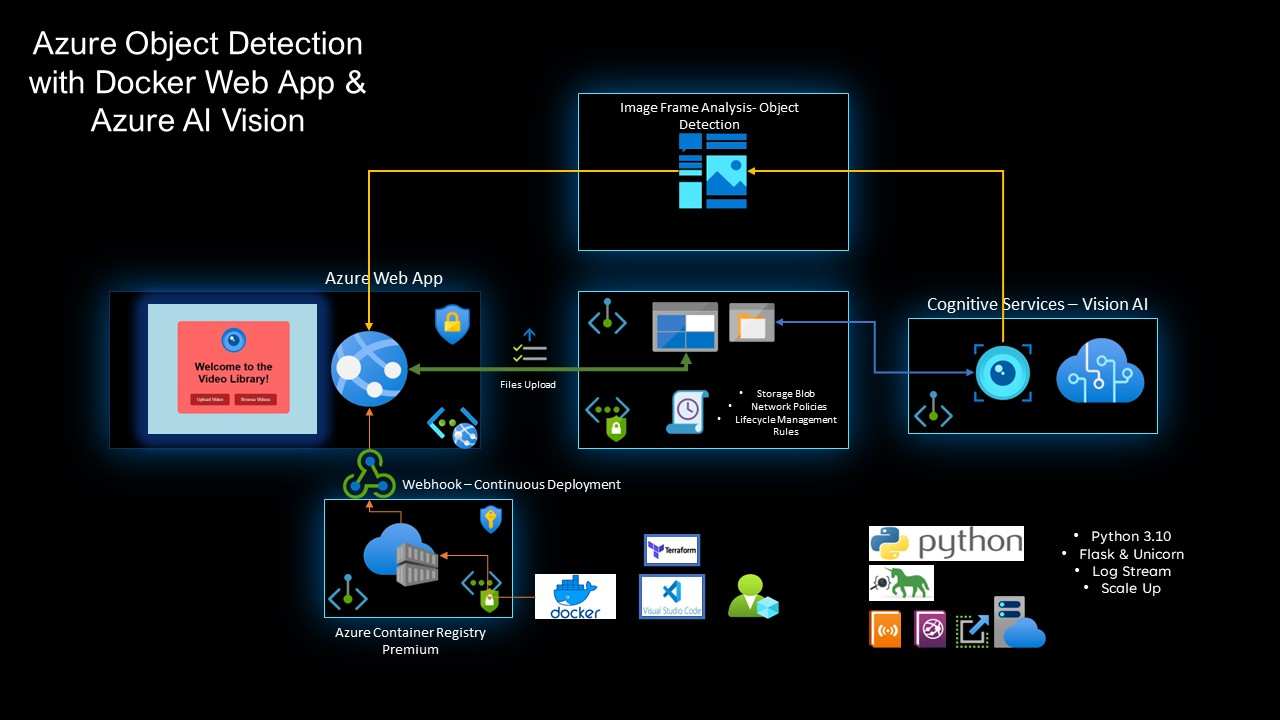 Azure Object Detection
with Docker Web App &
Azure AI Vision
Image Frame Analysis- Object
Detection
Azure Web App
Welcome to the
Video Library!
Upload Video
Browse Videos
Files Upload
• Storage Blob
• Network Policies
• Lifecycle Management
Rules
Cognitive Services – Vision AI
Webhook – Continuous Deployment
Azure Container Registry
Premium
docker
Terraform
Visual Studio Code
python
• Python 3.10
• Flask & Unicorn
• Log Stream
• Scale Up